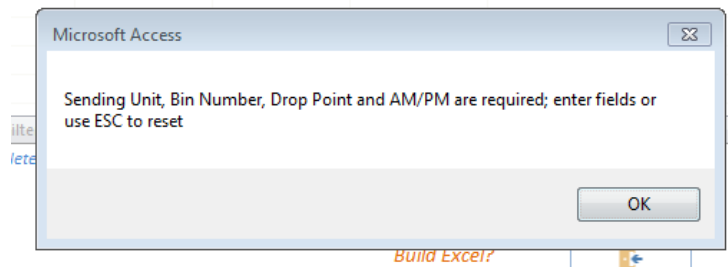 Microsoft Access
Sending Unit, Bin Number, Drop Point and AM/PM are required; enter fields or
use ESC to reset
OK
Build Excel?